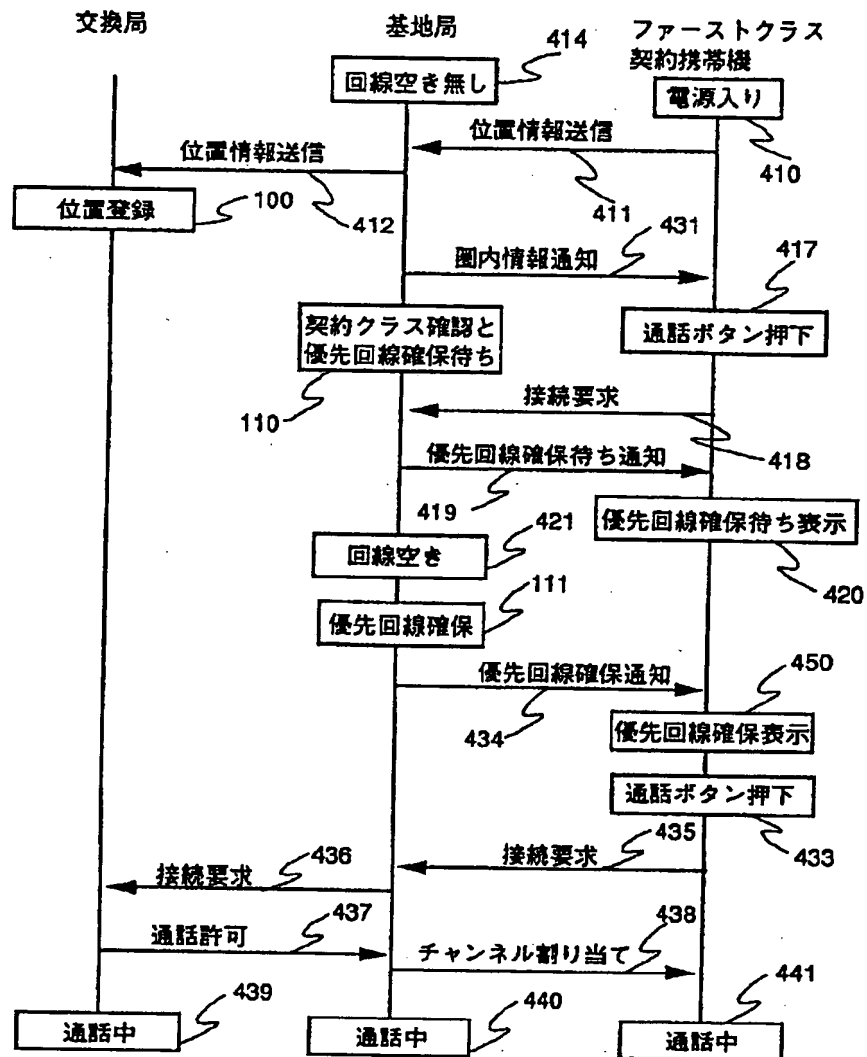 交換局
基地局
ファーストクラス
契約携帯機
回線空き無し
414
電源入り
410
位置情報送信
411
位置情報送信
412
位置登録
100
圏内情報通知
431
417
通話ボタン押下
契約クラス確認と
優先回線確保待ち
110
接続要求
418
優先回線確保待ち通知
419
優先回線確保待ち表示
420
回線空き
421
優先回線確保
111
優先回線確保通知
434
450
優先回線確保表示
通話ボタン押下
433
接続要求
435
接続要求
436
通話許可
437
チャンネル割り当て
438
通話中
439
通話中
440
通話中
441